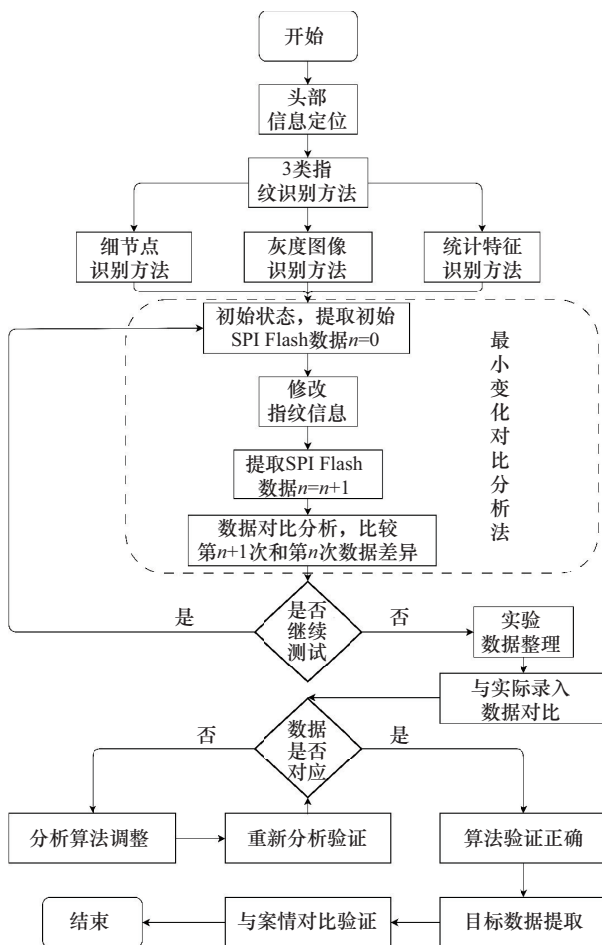 开始
头部
信息定位
3类指
纹识别方法
细节点
识别方法
灰度图像
识别方法
统计特征
识别方法
初始状态，提取初始
SPI Flash数据n=0
修改
指纹信息
提取SPI Flash
数据n=n+1
数据对比分析，比较
第n+1次和第n次数据差异
最
小
变
化
对
比
分
析
法
是
是否
继续
测试
否
实验
数据整理
与实际录入
数据对比
否
数据
是否
对应
是
分析算法调整
重新分析验证
算法验证正确
结束
与案情对比验证
目标数据提取